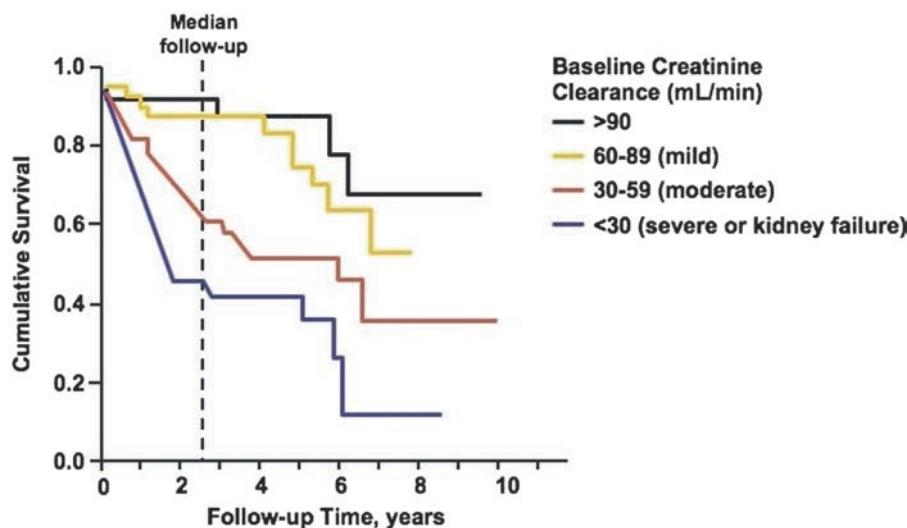 Median
follow-up
1.0
0.8
0.6
0.4
0.2
0.0
Cumulative Survival
0 2 4 6 8 10
Follow-up Time, years
Baseline Creatinine
Clearance (mL/min)
>90
60-89 (mild)
30-59 (moderate)
<30 (severe or kidney failure)